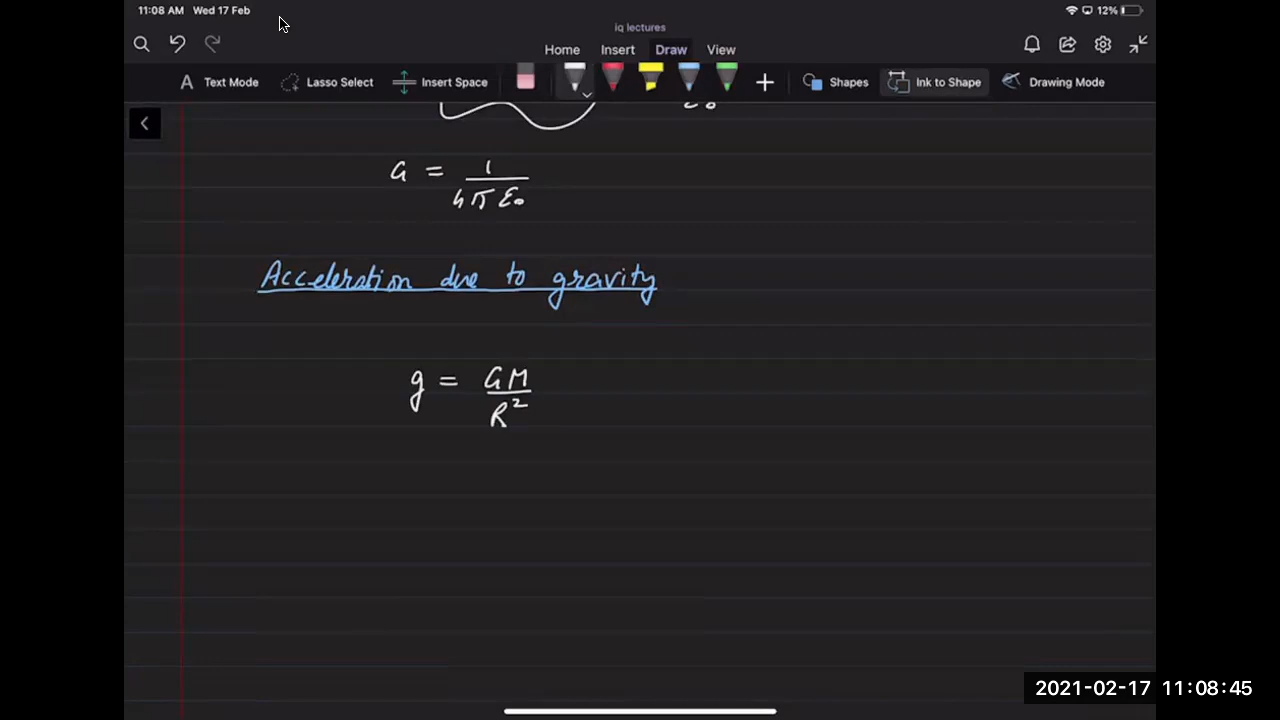 11:08 AM Wed 17 Feb
12%
iq lectures
Home Insert Draw View
A Text Mode Lasso Select Insert Space Shapes Ink to Shape Drawing Mode
ε₀
G = 1/4πε₀
Acceleration due to gravity
g = GM/R²
2021-02-17 11:08:45